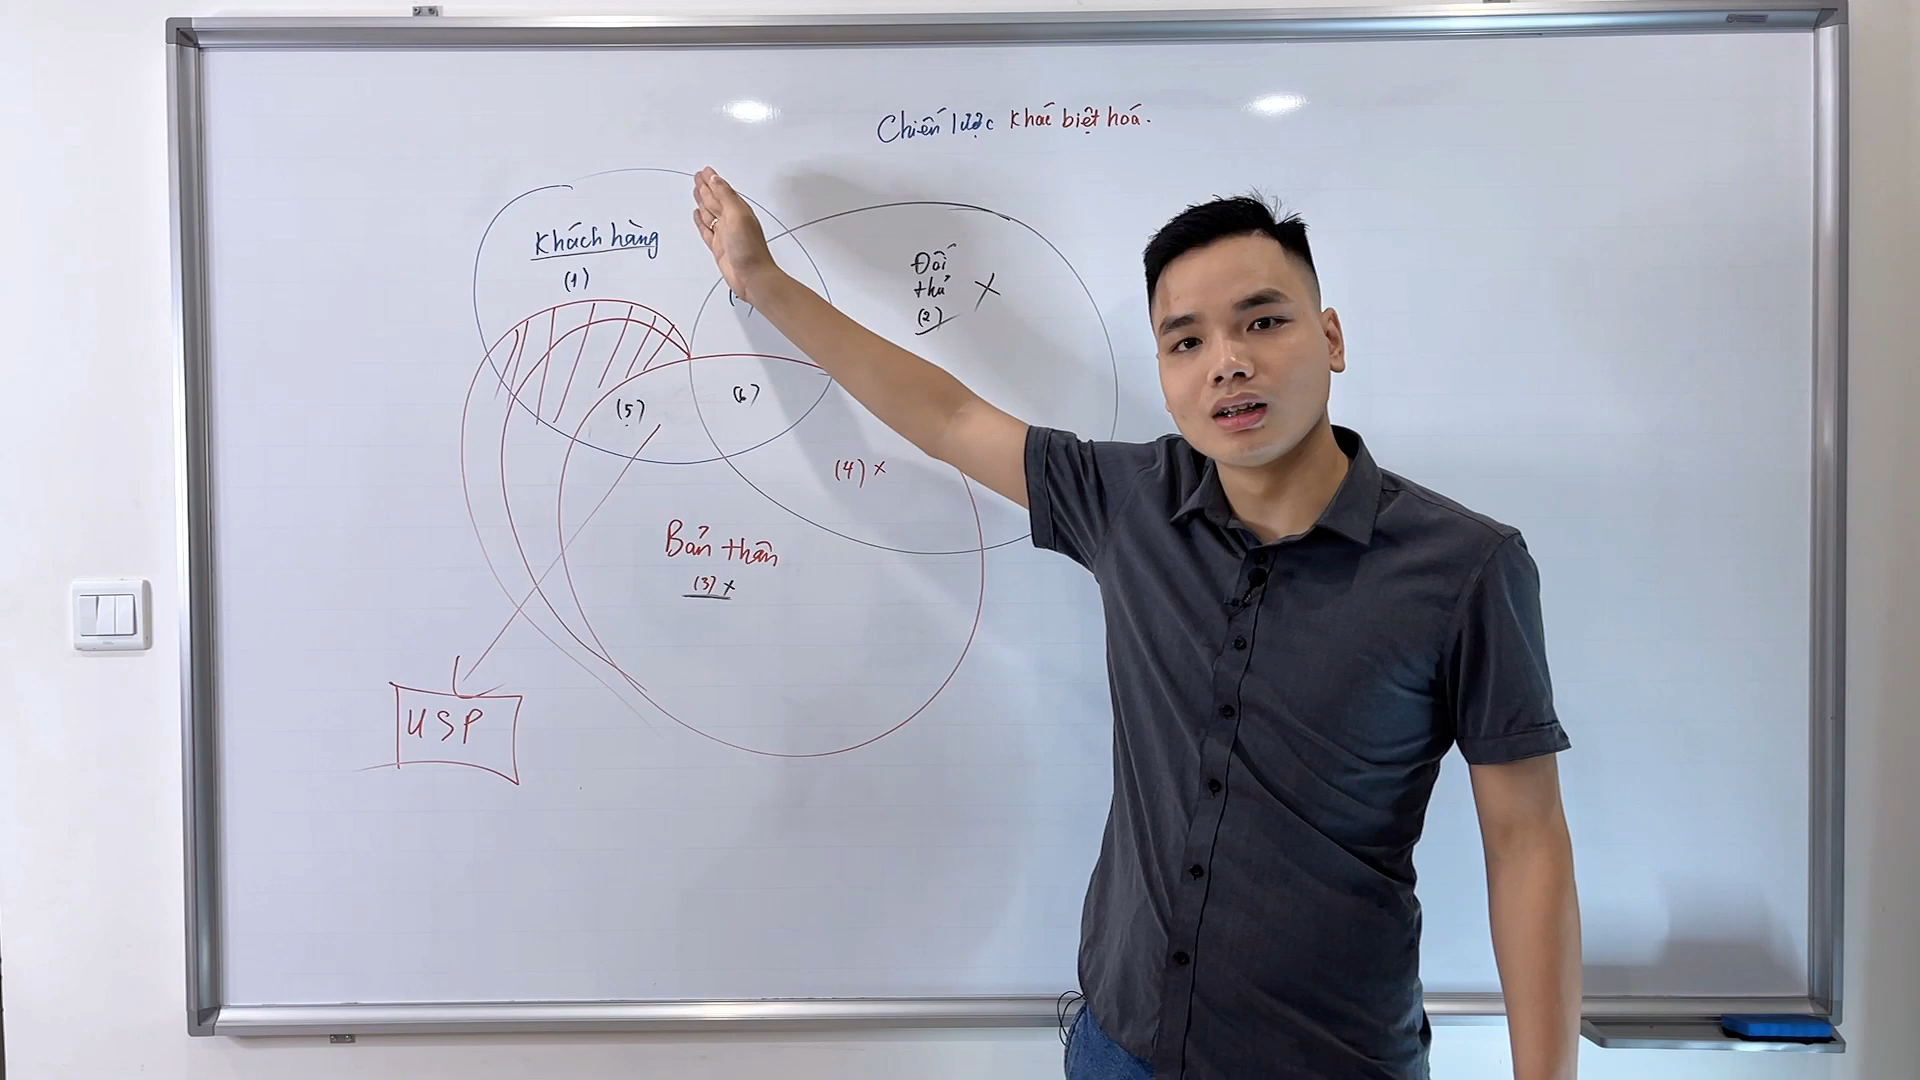 Chiến lược khác biệt hoá.
Khách hàng
(1)
Đối
thủ X
(2)
(5)
(6)
(4) x
Bản thân
(3) x
USP